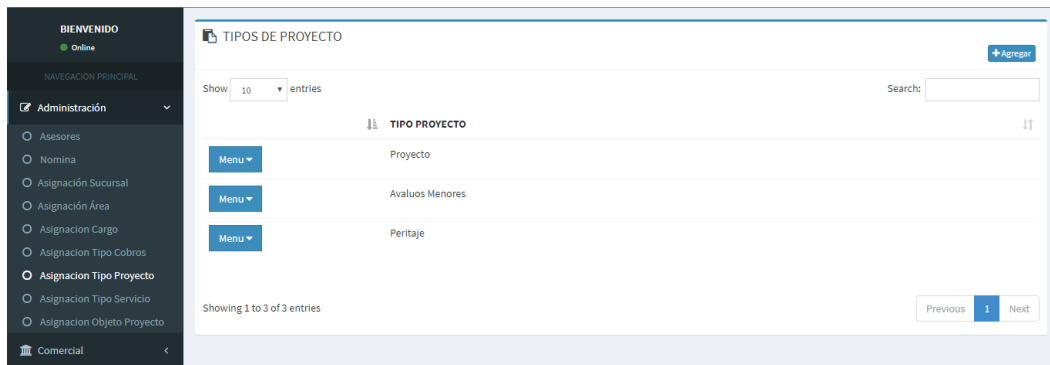 BIENVENIDO
Online
NAVEGACION PRINCIPAL
Administración
Asesores
Nomina
Asignación Sucursal
Asignación Área
Asignacion Cargo
Asignacion Tipo Cobros
Asignacion Tipo Proyecto
Asignacion Tipo Servicio
Asignacion Objeto Proyecto
Comercial
TIPOS DE PROYECTO
Agregar
Show 10 entries Search:
TIPO PROYECTO
Menu Proyecto
Menu Avaluos Menores
Menu Peritaje
Showing 1 to 3 of 3 entries
Previous 1 Next